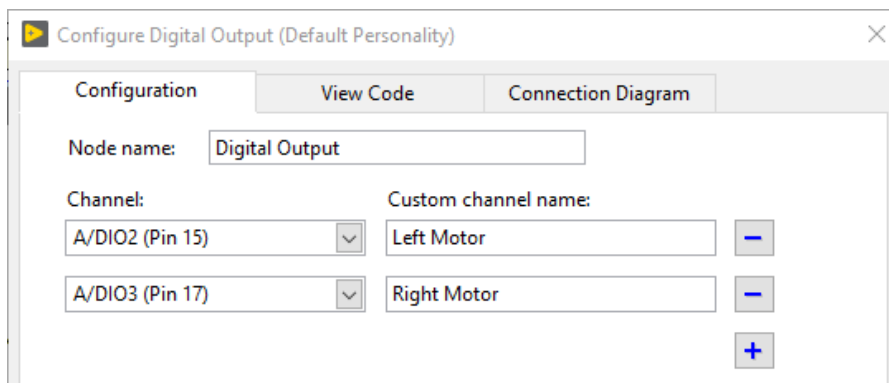 Configure Digital Output (Default Personality)
Configuration View Code Connection Diagram
Node name: Digital Output
Channel: Custom channel name:
A/DIO2 (Pin 15) Left Motor
A/DIO3 (Pin 17) Right Motor